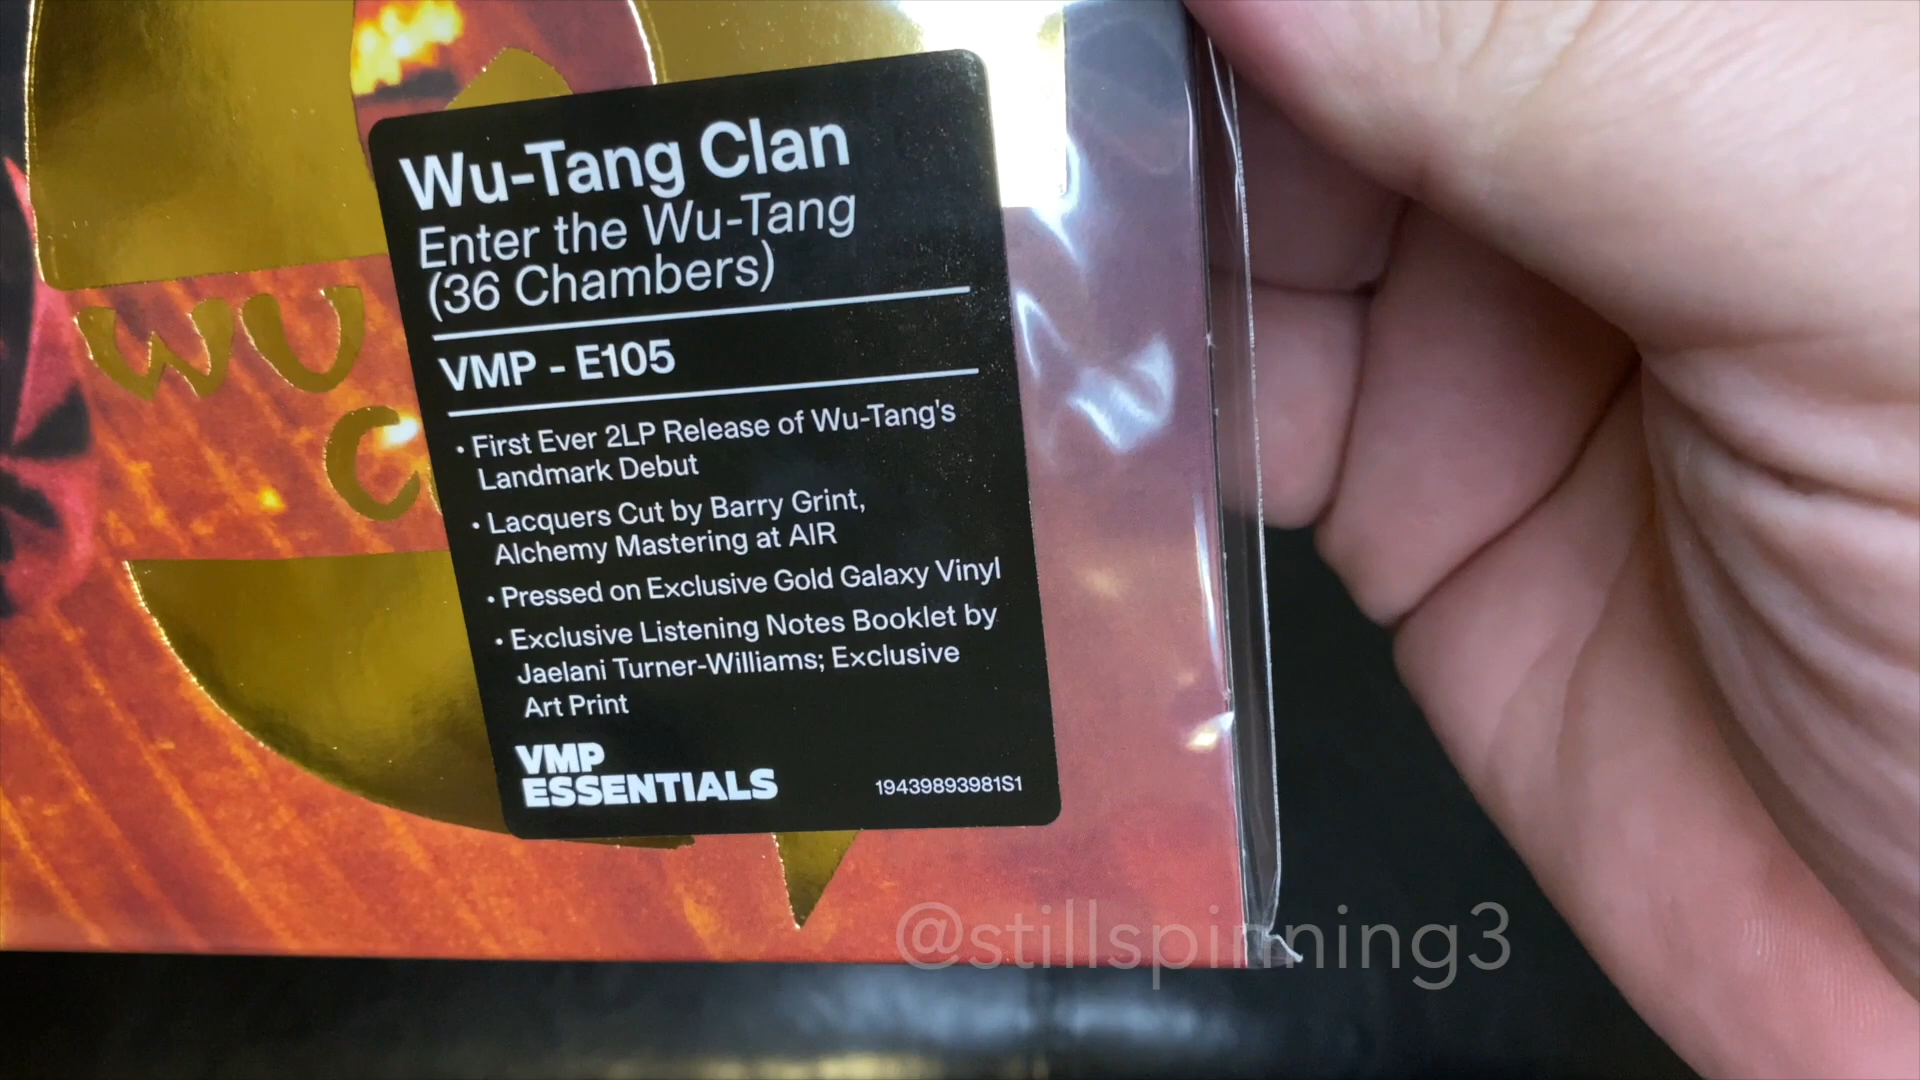 Wu-Tang Clan
Enter the Wu-Tang
(36 Chambers)
VMP - E105
• First Ever 2LP Release of Wu-Tang's
Landmark Debut
• Lacquers Cut by Barry Grint,
Alchemy Mastering at AIR
• Pressed on Exclusive Gold Galaxy Vinyl
• Exclusive Listening Notes Booklet by
Jaelani Turner-Williams; Exclusive
Art Print
VMP
ESSENTIALS
19439893981S1
WU
C
@stillspinning3